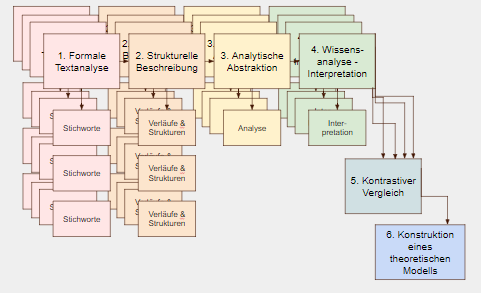 1. Formale
Textanalyse
2. Strukturelle
Beschreibung
3. Analytische
Abstraktion
4. Wissens-
analyse -
Interpretation
Stichworte
Verläufe &
Strukturen
Analyse
Inter-
pretation
Stichworte
Verläufe &
Strukturen
Stichworte
Verläufe &
Strukturen
5. Kontrastiver
Vergleich
6. Konstruktion
eines
theoretischen
Modells